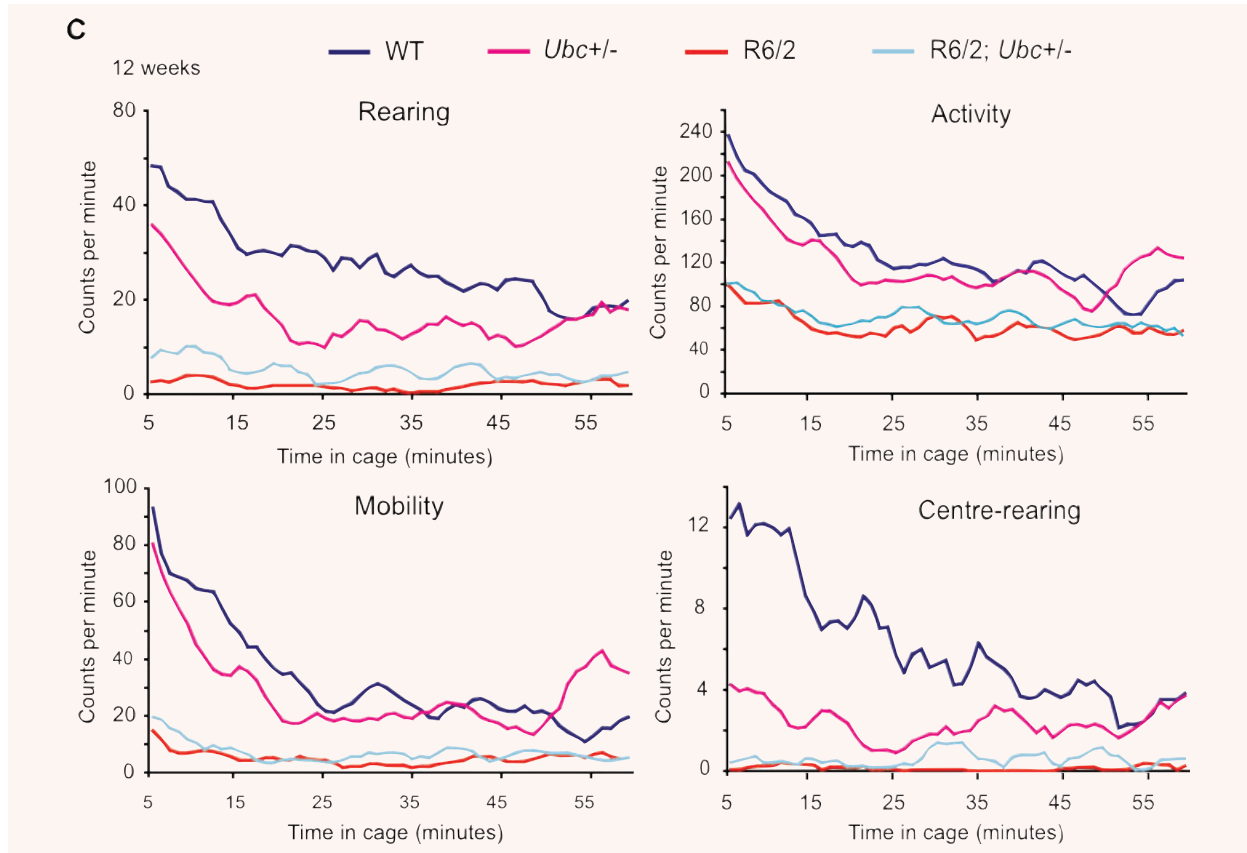 C
WT
Ubc+/-
R6/2
R6/2; Ubc+/-
12 weeks
Rearing
Counts per minute
80
40
20
0
5 15 25 35 45 55
Time in cage (minutes)
Activity
Counts per minute
240
200
160
120
80
40
0
5 15 25 35 45 55
Time in cage (minutes)
Mobility
Counts per minute
100
80
60
40
20
0
5 15 25 35 45 55
Time in cage (minutes)
Centre-rearing
Counts per minute
12
8
4
0
5 15 25 35 45 55
Time in cage (minutes)